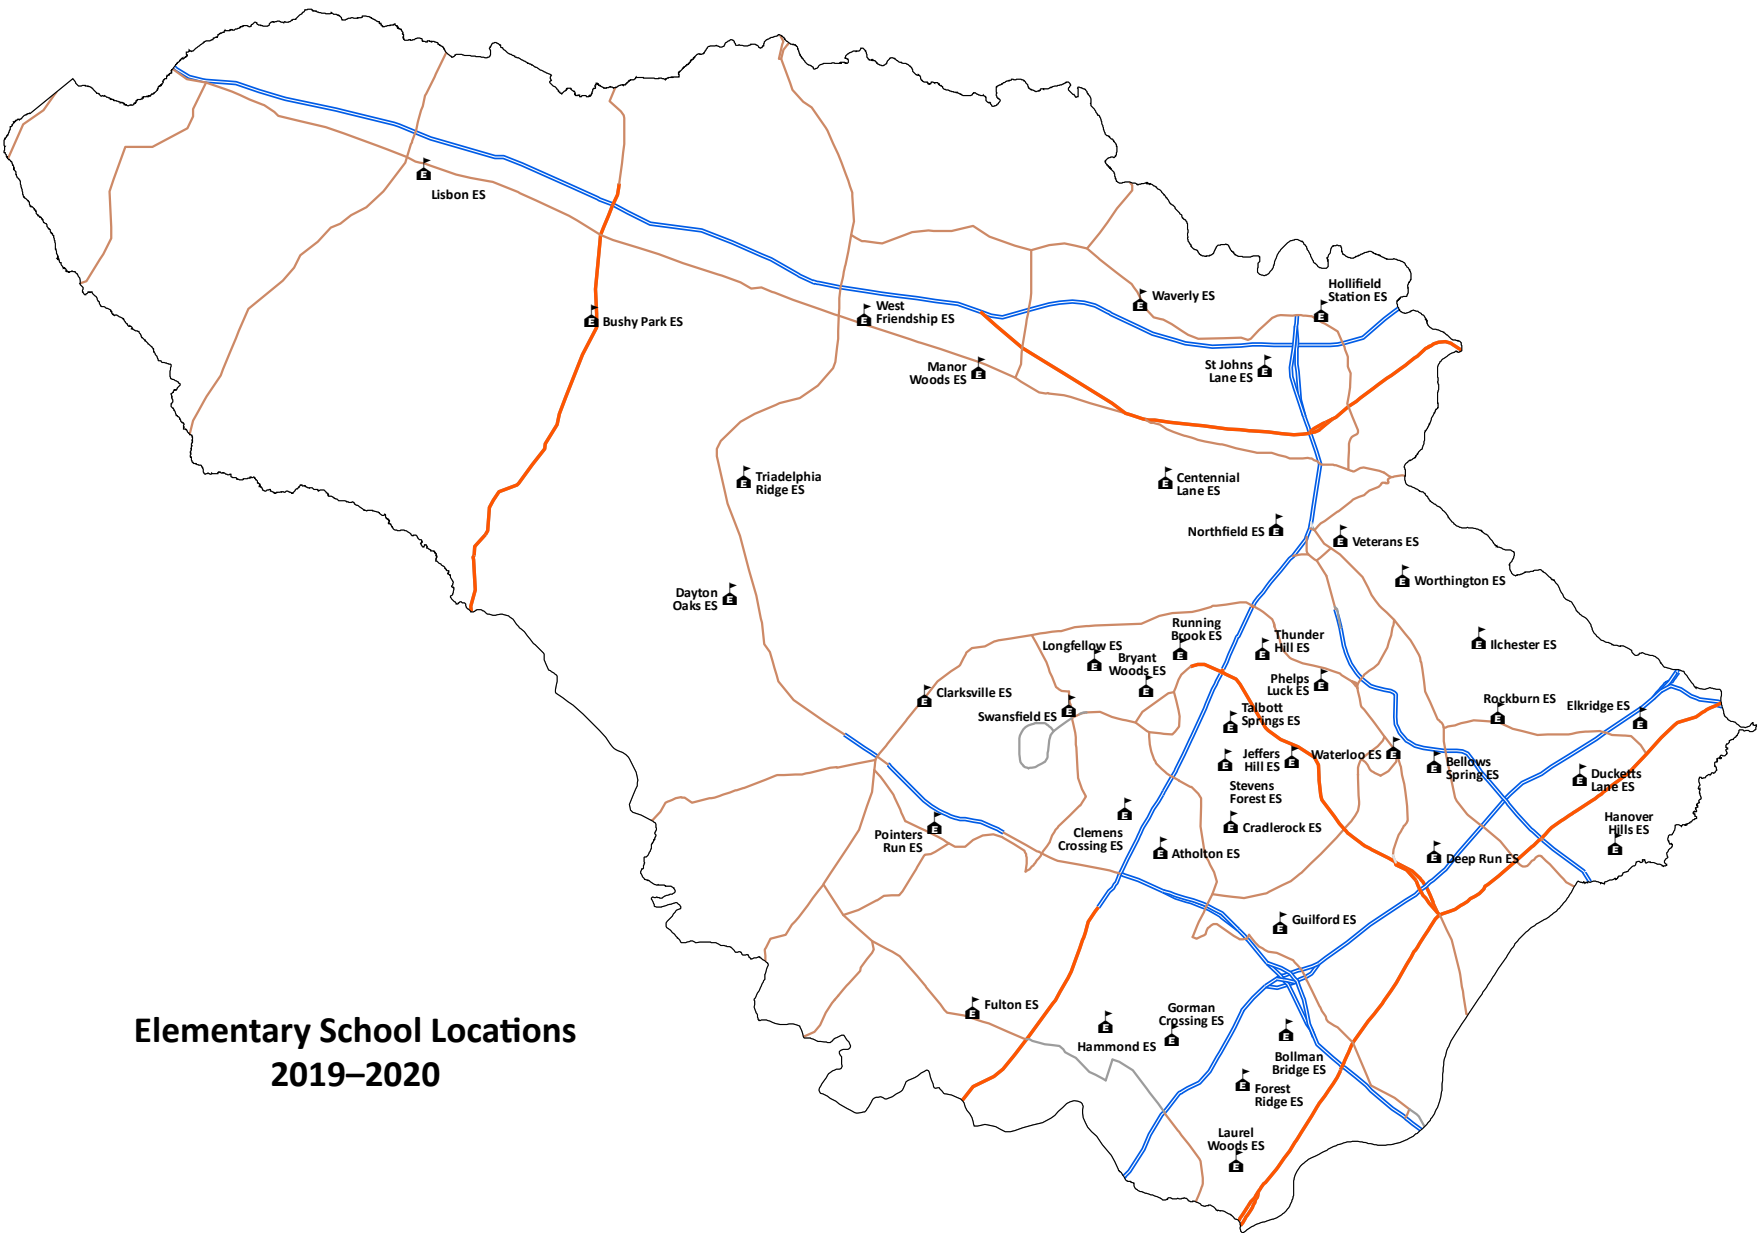 Lisbon ES
Bushy Park ES
West
Friendship ES
Manor
Woods ES
Waverly ES
Hollifield
Station ES
St Johns
Lane ES
Triadelphia
Ridge ES
Centennial
Lane ES
Northfield ES
Veterans ES
Worthington ES
Dayton
Oaks ES
Ilchester ES
Running
Brook ES
Thunder
Hill ES
Longfellow ES
Bryant
Woods ES
Phelps
Luck ES
Clarksville ES
Swansfield ES
Talbott
Springs ES
Rockburn ES
Elkridge ES
Jeffers
Hill ES
Waterloo ES
Bellows
Spring ES
Ducketts
Lane ES
Stevens
Forest ES
Pointers
Run ES
Clemens
Crossing ES
Cradlerock ES
Hanover
Hills ES
Atholton ES
Deep Run ES
Guilford ES
Fulton ES
Hammond ES
Gorman
Crossing ES
Bollman
Bridge ES
Forest
Ridge ES
Laurel
Woods ES
Elementary School Locations
2019–2020